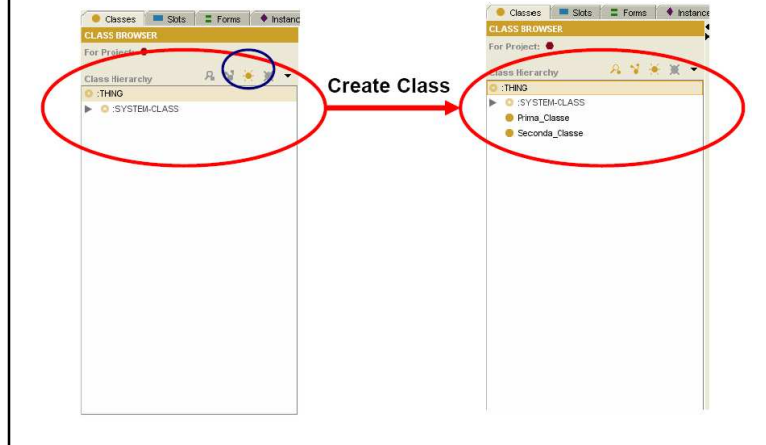 Classes Slots Forms Instanc
CLASS BROWSER
For Project:
Class Hierarchy
:THING
:SYSTEM-CLASS
Create Class
Classes Slots Forms Instance
CLASS BROWSER
For Project:
Class Hierarchy
:THING
:SYSTEM-CLASS
Prima_Classe
Seconda_Classe